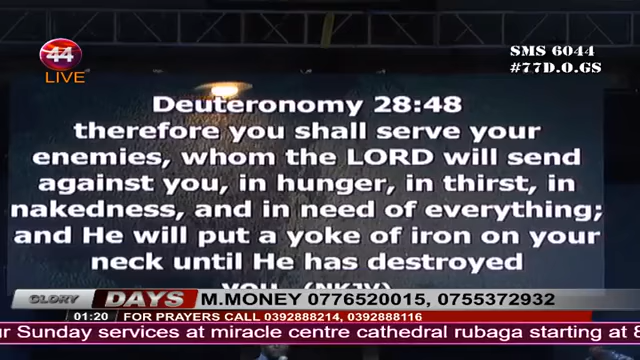 44
LIVE
SMS 6044
#77D.O.GS
Deuteronomy 28:48
therefore you shall serve your
enemies, whom the LORD will send
against you, in hunger, in thirst, in
nakedness, and in need of everything;
and He will put a yoke of iron on your
neck until He has destroyed
you. (NKJV)
GLORY DAYS M.MONEY 0776520015, 0755372932
01:20 FOR PRAYERS CALL 0392888214, 0392888116
ur Sunday services at miracle centre cathedral rubaga starting at 8